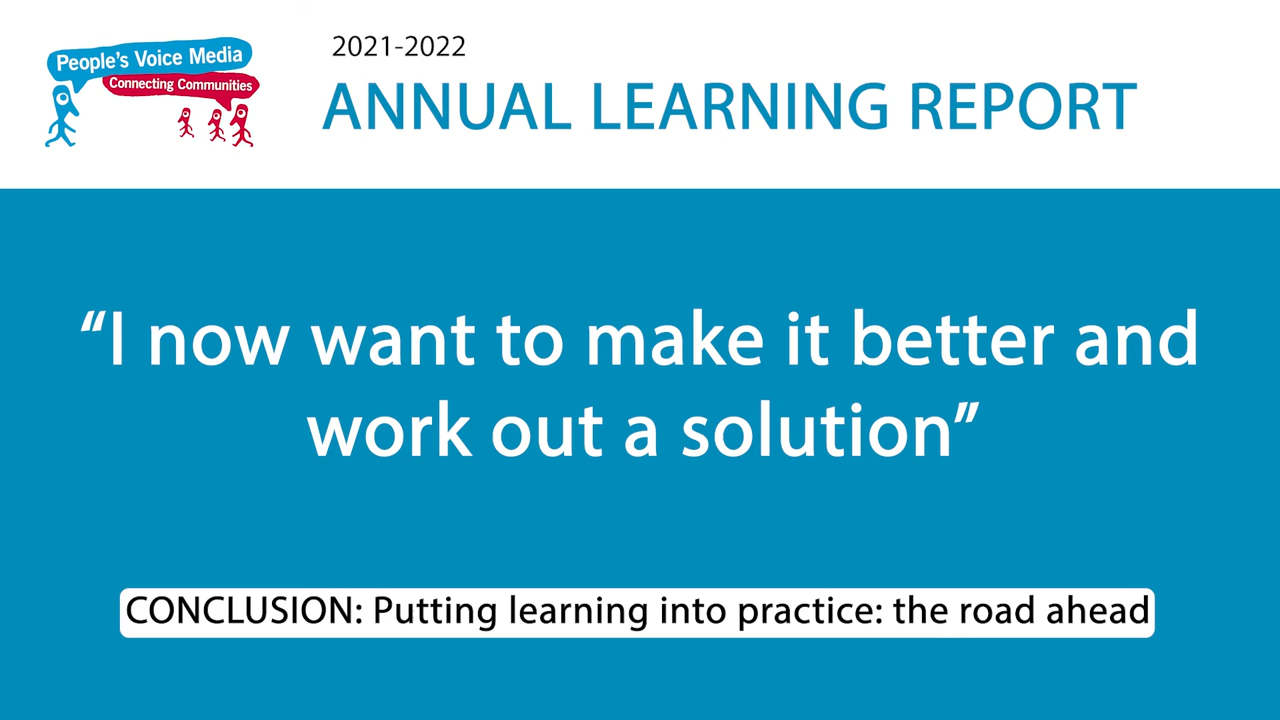 People's Voice Media
Connecting Communities
2021-2022
ANNUAL LEARNING REPORT
“I now want to make it better and
work out a solution”
CONCLUSION: Putting learning into practice: the road ahead